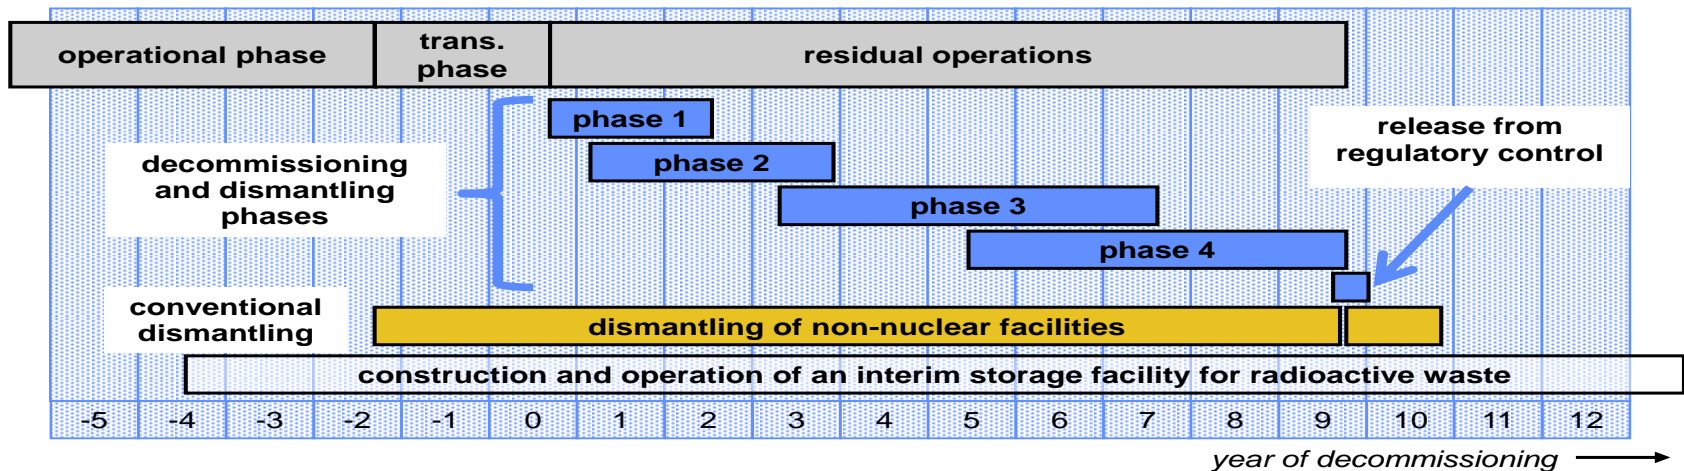 operational phase
trans.
phase
residual operations
phase 1
phase 2
phase 3
phase 4
decommissioning
and dismantling
phases
release from
regulatory control
conventional
dismantling
dismantling of non-nuclear facilities
construction and operation of an interim storage facility for radioactive waste
-5 -4 -3 -2 -1 0 1 2 3 4 5 6 7 8 9 10 11 12
year of decommissioning